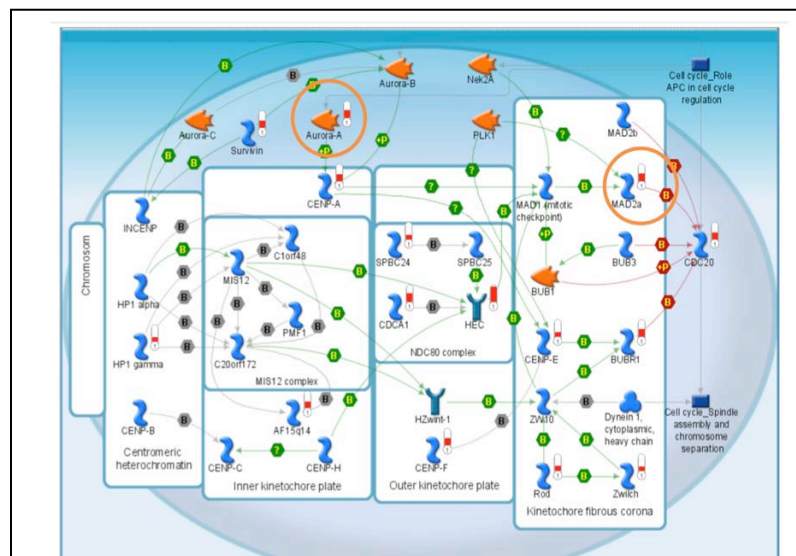 Aurora-B
Nek2A
Cell cycle_Role
APC in cell cycle
regulation
Aurora-C
Survivin
Aurora-A
PLK1
MAD2b
CENP-A
MAD1 (mitotic
checkpoint)
MAD2a
INCENP
Chromosom
C1orf48
SPBC24
SPBC25
BUB1
BUB3
CDC20
MIS12
HP1 alpha
PMF1
CDCA1
HEC
HP1 gamma
C20orf172
NDC80 complex
CENP-E
BUBR1
MIS12 complex
CENP-B
AF15q14
HZwint-1
ZW10
Dynein 1,
cytoplasmic,
heavy chain
Cell cycle_Spindle
assembly and
chromosome
separation
Centromeric
heterochromatin
CENP-C
CENP-H
CENP-F
Inner kinetochore plate
Outer kinetochore plate
Rod
Zwilch
Kinetochore fibrous corona